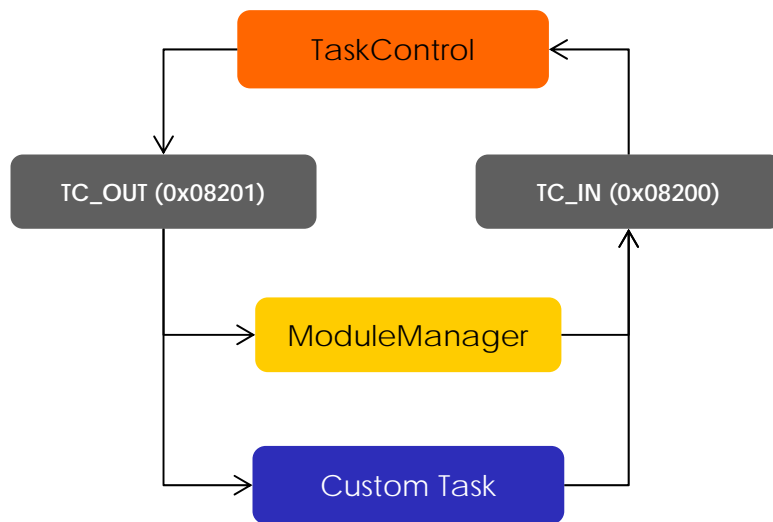 TaskControl
TC_OUT (0x08201)
TC_IN (0x08200)
ModuleManager
Custom Task